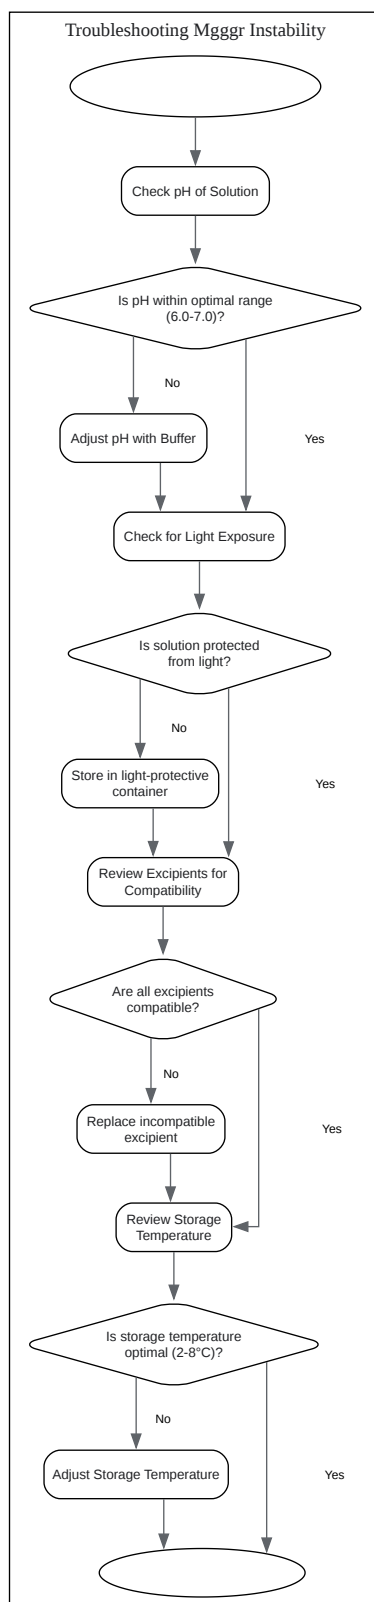 Troubleshooting Mgggr Instability
Check pH of Solution
Is pH within optimal range
(6.0-7.0)?
No
Adjust pH with Buffer
Yes
Check for Light Exposure
Is solution protected
from light?
No
Store in light-protective
container
Yes
Review Excipients for
Compatibility
Are all excipients
compatible?
No
Replace incompatible
excipient
Yes
Review Storage
Temperature
Is storage temperature
optimal (2-8°C)?
No
Adjust Storage Temperature
Yes